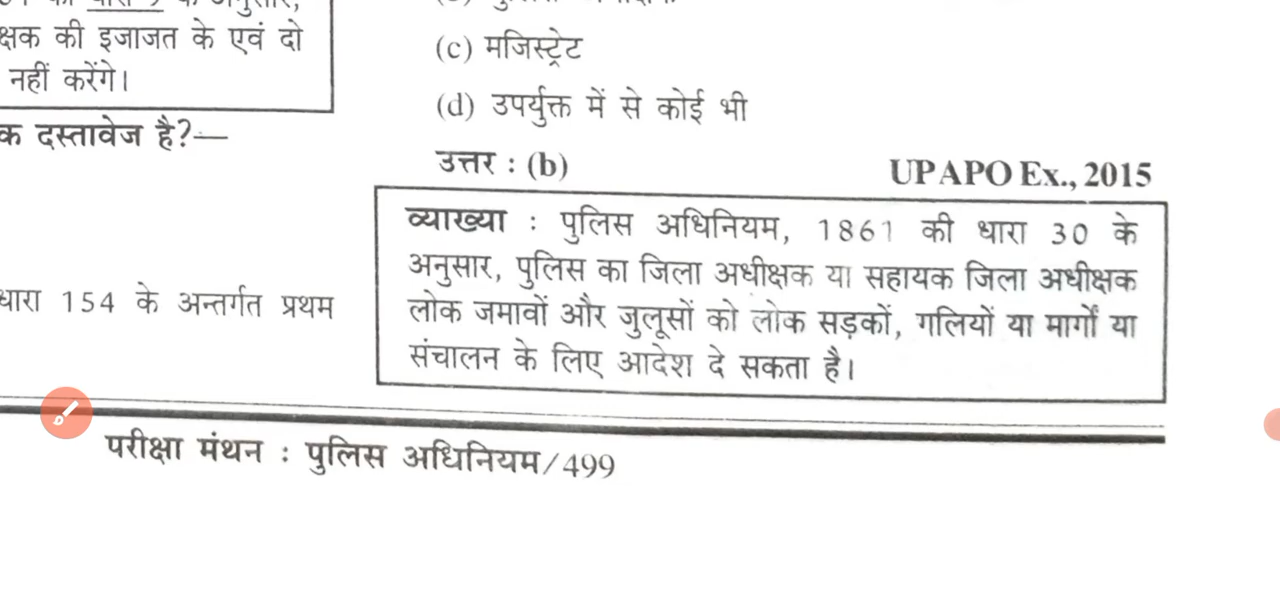 क्षक की इजाजत के एवं दो
नहीं करेंगे।
क दस्तावेज है?—
धारा 154 के अन्तर्गत प्रथम
(c) मजिस्ट्रेट
(d) उपर्युक्त में से कोई भी
उत्तर : (b) UPAPO Ex., 2015
व्याख्या : पुलिस अधिनियम, 1861 की धारा 30 के
अनुसार, पुलिस का जिला अधीक्षक या सहायक जिला अधीक्षक
लोक जमावों और जुलूसों को लोक सड़कों, गलियों या मार्गों या
संचालन के लिए आदेश दे सकता है।
परीक्षा मंथन : पुलिस अधिनियम/499